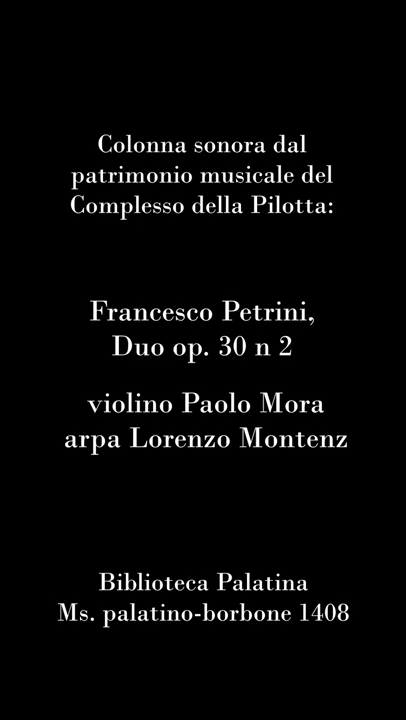 Colonna sonora dal
patrimonio musicale del
Complesso della Pilotta:
Francesco Petrini,
Duo op. 30 n 2
violino Paolo Mora
arpa Lorenzo Montenz
Biblioteca Palatina
Ms. palatino-borbone 1408